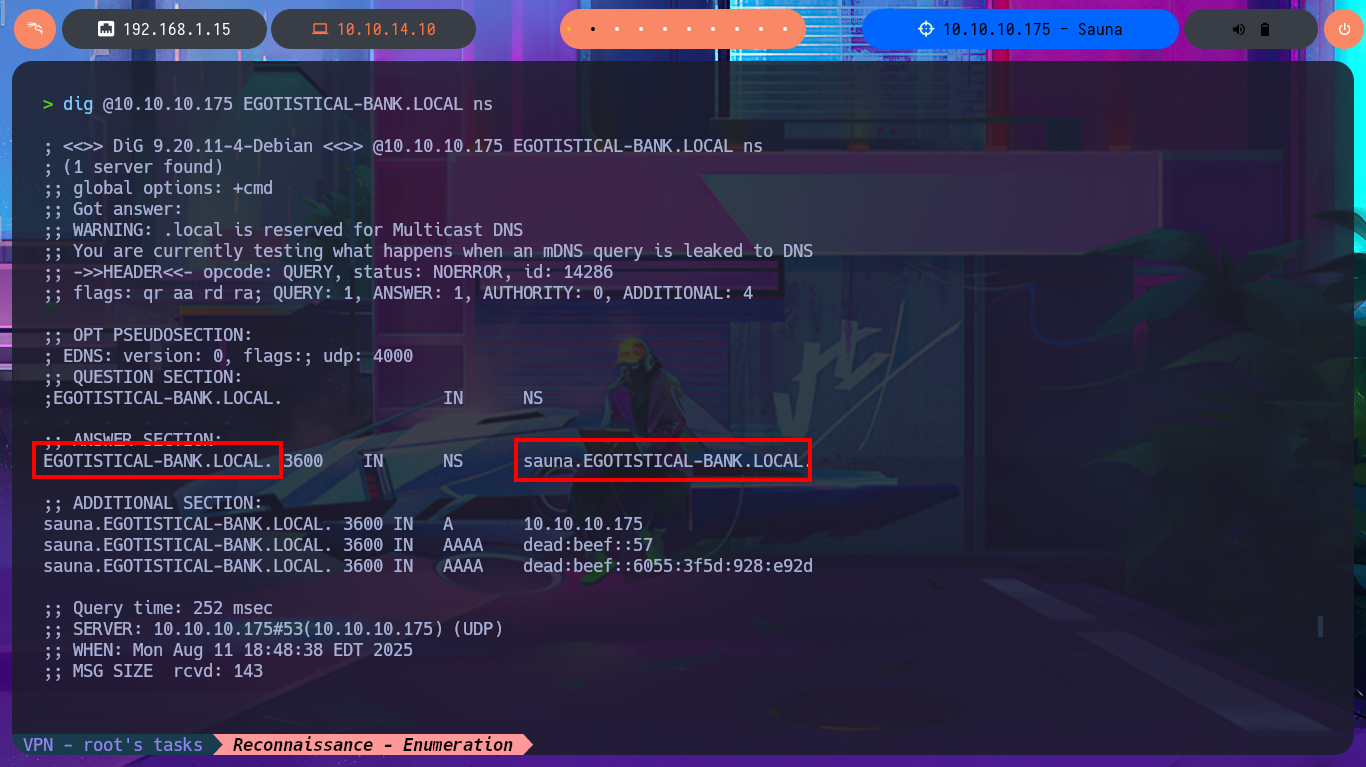 192.168.1.15
10.10.14.10
10.10.10.175 - Sauna
> dig @10.10.10.175 EGOTISTICAL-BANK.LOCAL ns
; <<>> DiG 9.20.11-4-Debian <<>> @10.10.10.175 EGOTISTICAL-BANK.LOCAL ns
; (1 server found)
;; global options: +cmd
;; Got answer:
;; WARNING: .local is reserved for Multicast DNS
;; You are currently testing what happens when an mDNS query is leaked to DNS
;; ->>HEADER<<- opcode: QUERY, status: NOERROR, id: 14286
;; flags: qr aa rd ra; QUERY: 1, ANSWER: 1, AUTHORITY: 0, ADDITIONAL: 4
;; OPT PSEUDOSECTION:
; EDNS: version: 0, flags:; udp: 4000
;; QUESTION SECTION:
;EGOTISTICAL-BANK.LOCAL. IN NS
;; ANSWER SECTION:
EGOTISTICAL-BANK.LOCAL. 3600 IN NS sauna.EGOTISTICAL-BANK.LOCAL.
;; ADDITIONAL SECTION:
sauna.EGOTISTICAL-BANK.LOCAL. 3600 IN A 10.10.10.175
sauna.EGOTISTICAL-BANK.LOCAL. 3600 IN AAAA dead:beef::57
sauna.EGOTISTICAL-BANK.LOCAL. 3600 IN AAAA dead:beef::6055:3f5d:928:e92d
;; Query time: 252 msec
;; SERVER: 10.10.10.175#53(10.10.10.175) (UDP)
;; WHEN: Mon Aug 11 18:48:38 EDT 2025
;; MSG SIZE rcvd: 143
VPN - root's tasks Reconnaissance - Enumeration